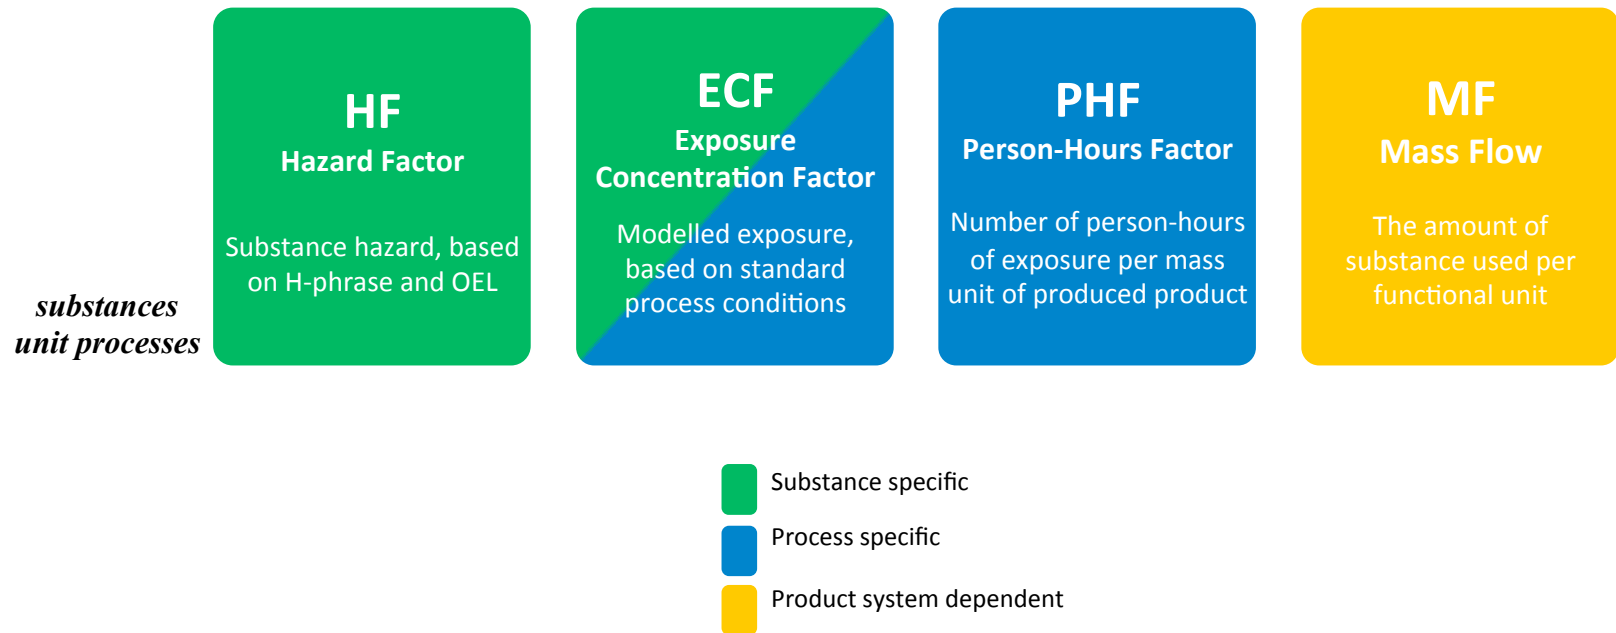 substances
unit processes
HF
Hazard Factor
Substance hazard, based
on H-phrase and OEL
ECF
Exposure
Concentration Factor
Modelled exposure,
based on standard
process conditions
PHF
Person-Hours Factor
Number of person-hours
of exposure per mass
unit of produced product
MF
Mass Flow
The amount of
substance used per
functional unit
Substance specific
Process specific
Product system dependent